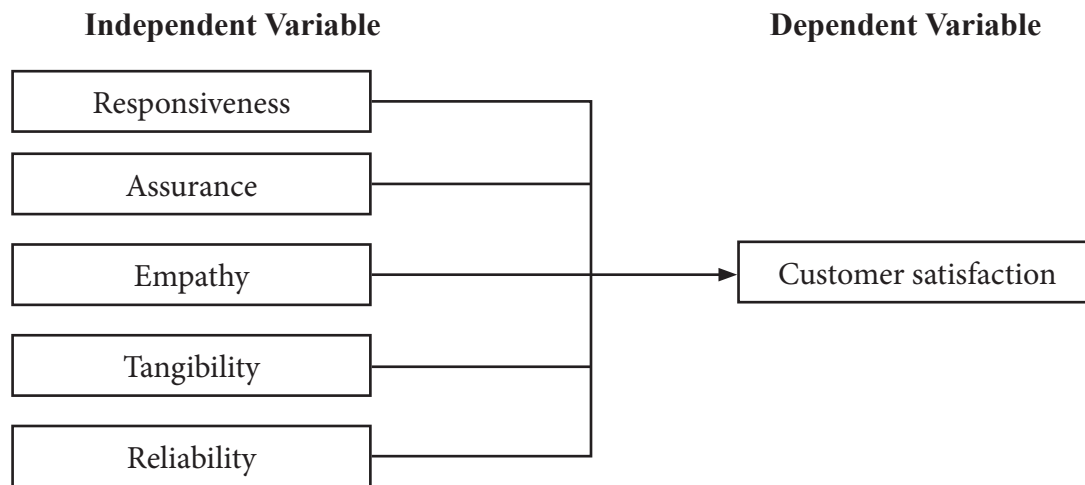 Independent Variable
Dependent Variable
Responsiveness
Assurance
Empathy
Customer satisfaction
Tangibility
Reliability